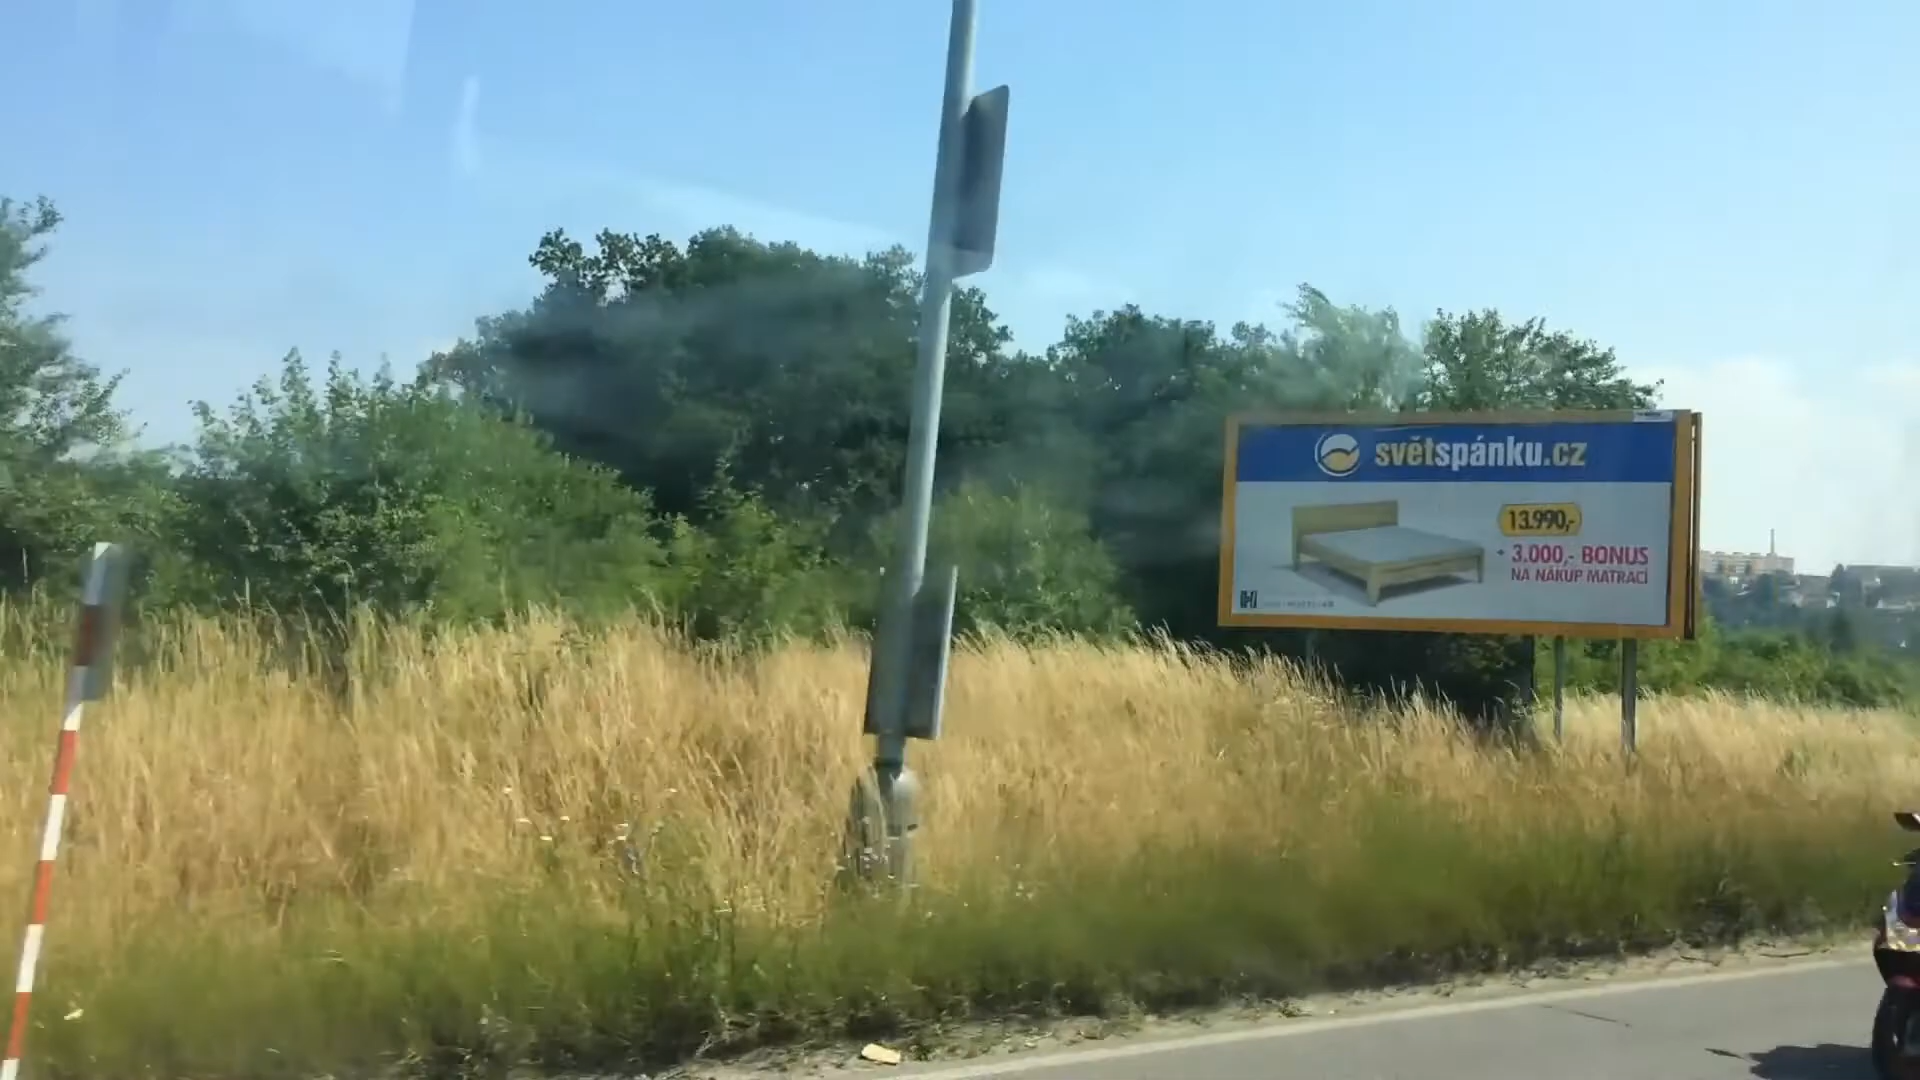 světspánku.cz
13.990,-
+ 3.000,- BONUS
NA NÁKUP MATRACÍ